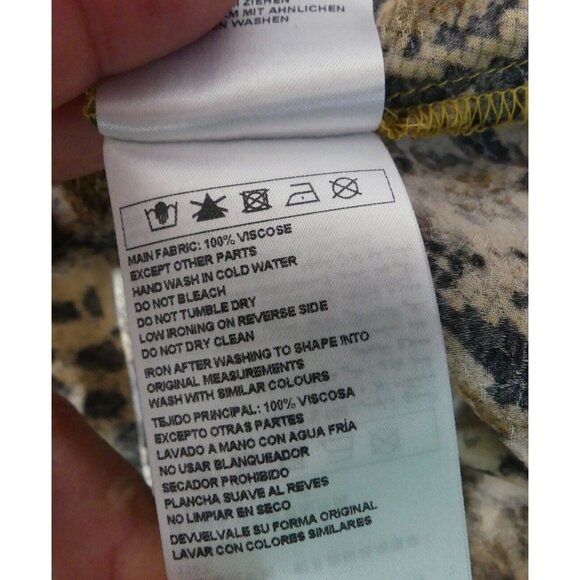 ZIEHEN
MIT AHNLICHEN
WASHEN
MAIN FABRIC: 100% VISCOSE
EXCEPT OTHER PARTS
HAND WASH IN COLD WATER
DO NOT BLEACH
DO NOT TUMBLE DRY
LOW IRONING ON REVERSE SIDE
DO NOT DRY CLEAN
IRON AFTER WASHING TO SHAPE INTO
ORIGINAL MEASUREMENTS
WASH WITH SIMILAR COLOURS
TEJIDO PRINCIPAL: 100% VISCOSA
EXCEPTO OTRAS PARTES
LAVADO A MANO CON AGUA FRÍA
NO USAR BLANQUEADOR
SECADOR PROHIBIDO
PLANCHA SUAVE AL REVES
NO LIMPIAR EN SECO
DEVUELVALE SU FORMA ORIGINAL
LAVAR CON COLORES SIMILARES